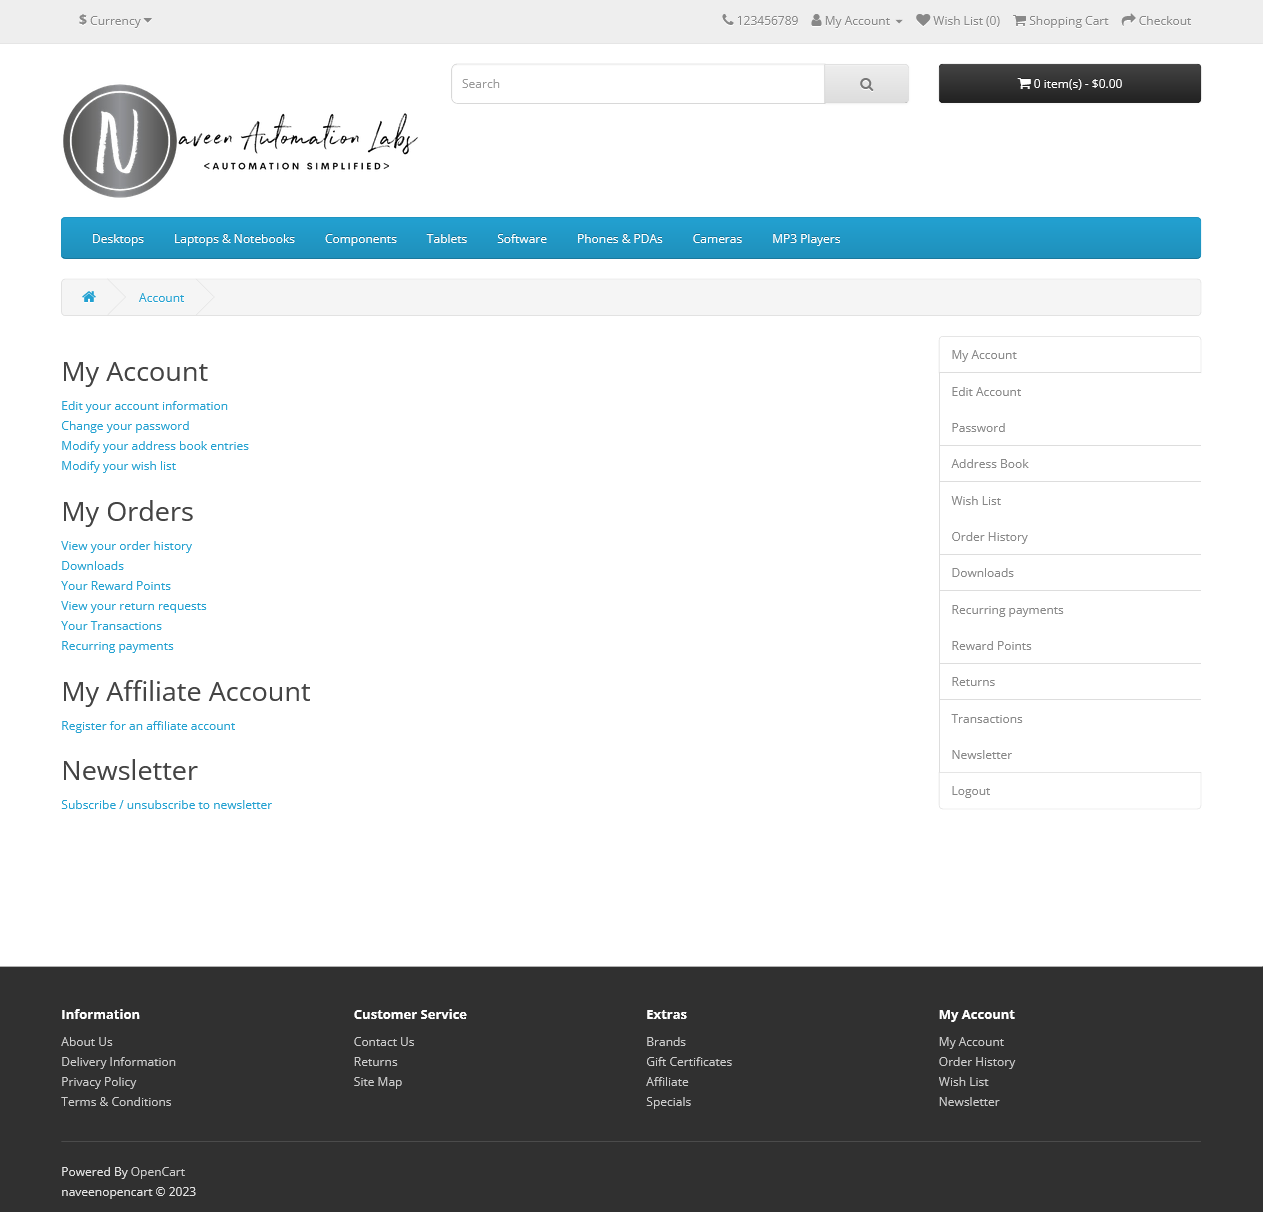 $ Currency
123456789 My Account Wish List (0) Shopping Cart Checkout
Naveen Automation Labs
<AUTOMATION SIMPLIFIED>
Search
0 item(s) - $0.00
Desktops Laptops & Notebooks Components Tablets Software Phones & PDAs Cameras MP3 Players
Account
My Account
Edit your account information
Change your password
Modify your address book entries
Modify your wish list
My Orders
View your order history
Downloads
Your Reward Points
View your return requests
Your Transactions
Recurring payments
My Affiliate Account
Register for an affiliate account
Newsletter
Subscribe / unsubscribe to newsletter
My Account
Edit Account
Password
Address Book
Wish List
Order History
Downloads
Recurring payments
Reward Points
Returns
Transactions
Newsletter
Logout
Information
About Us
Delivery Information
Privacy Policy
Terms & Conditions
Customer Service
Contact Us
Returns
Site Map
Extras
Brands
Gift Certificates
Affiliate
Specials
My Account
My Account
Order History
Wish List
Newsletter
Powered By OpenCart
naveenopencart © 2023